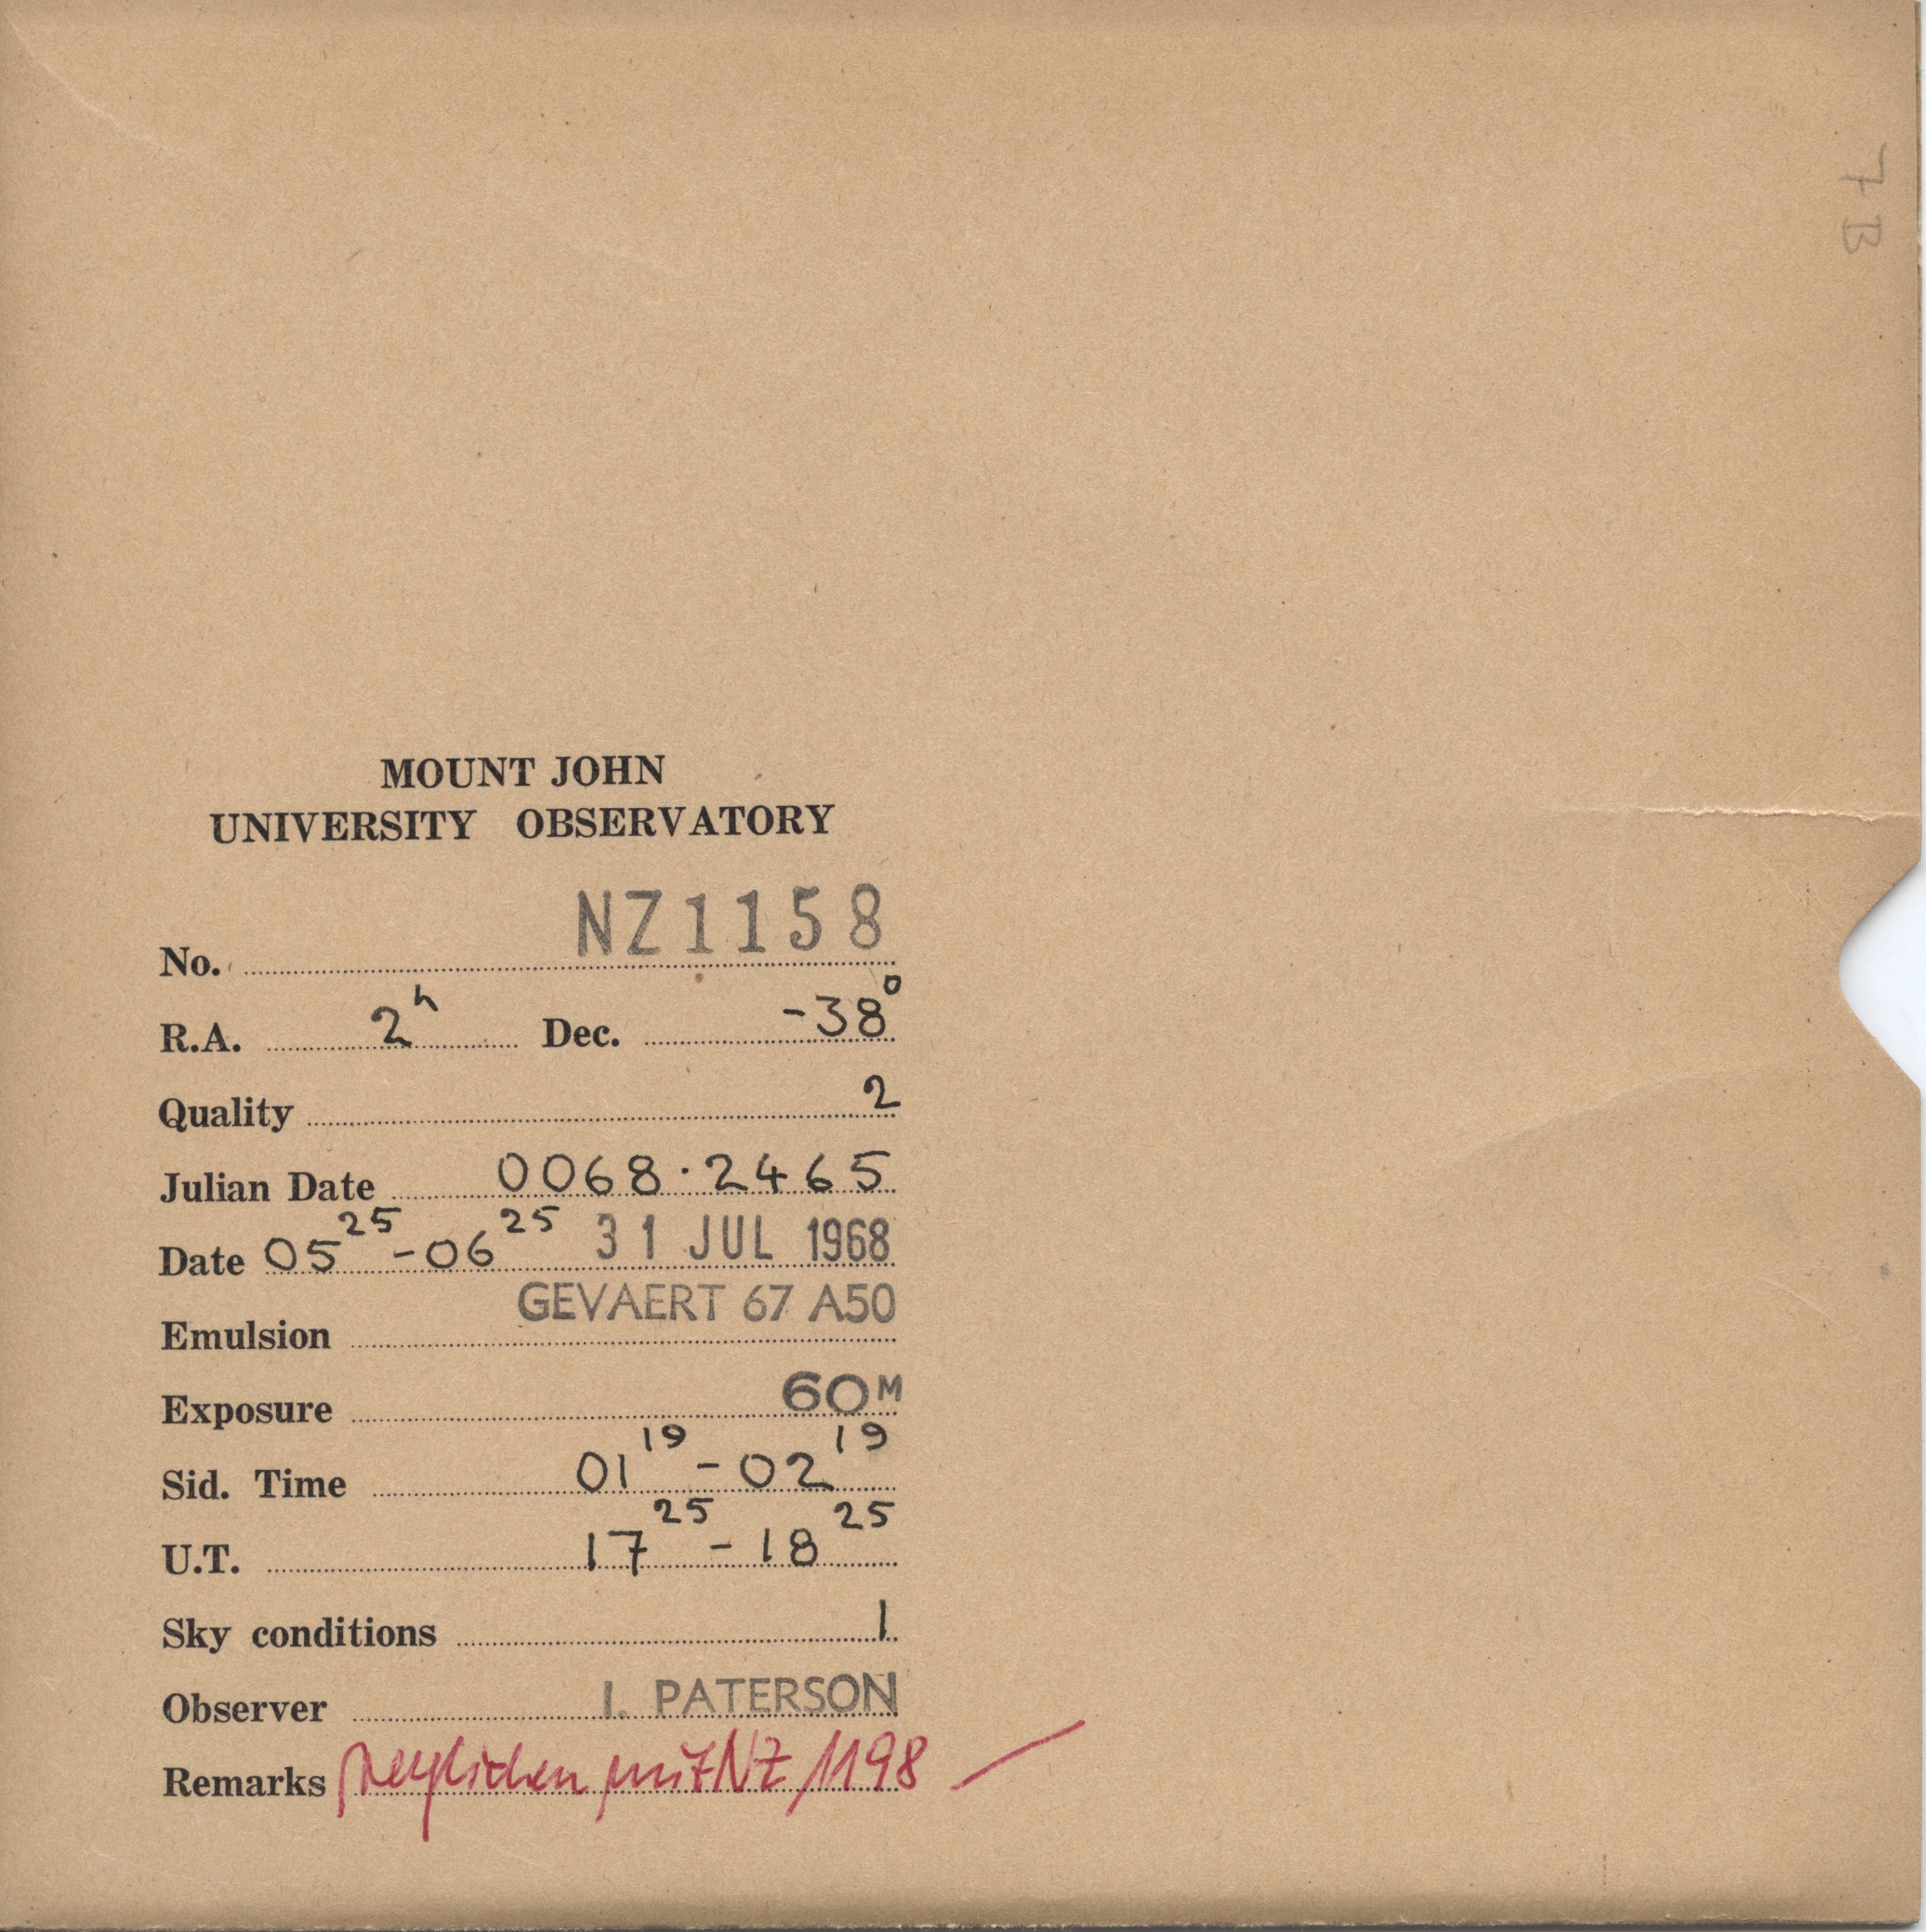 7B
MOUNT JOHN
UNIVERSITY OBSERVATORY
No. NZ1158
R.A. 2h Dec. -38°
Quality 2
Julian Date 0068.2465
Date 05 25 - 06 25 31 JUL 1968
Emulsion GEVAERT 67 A50
Exposure 60M
Sid. Time 01 19 - 02 19
U.T. 17 25 - 18 25
Sky conditions 1
Observer I. PATERSON
Remarks verglichen mit NZ 1198 —